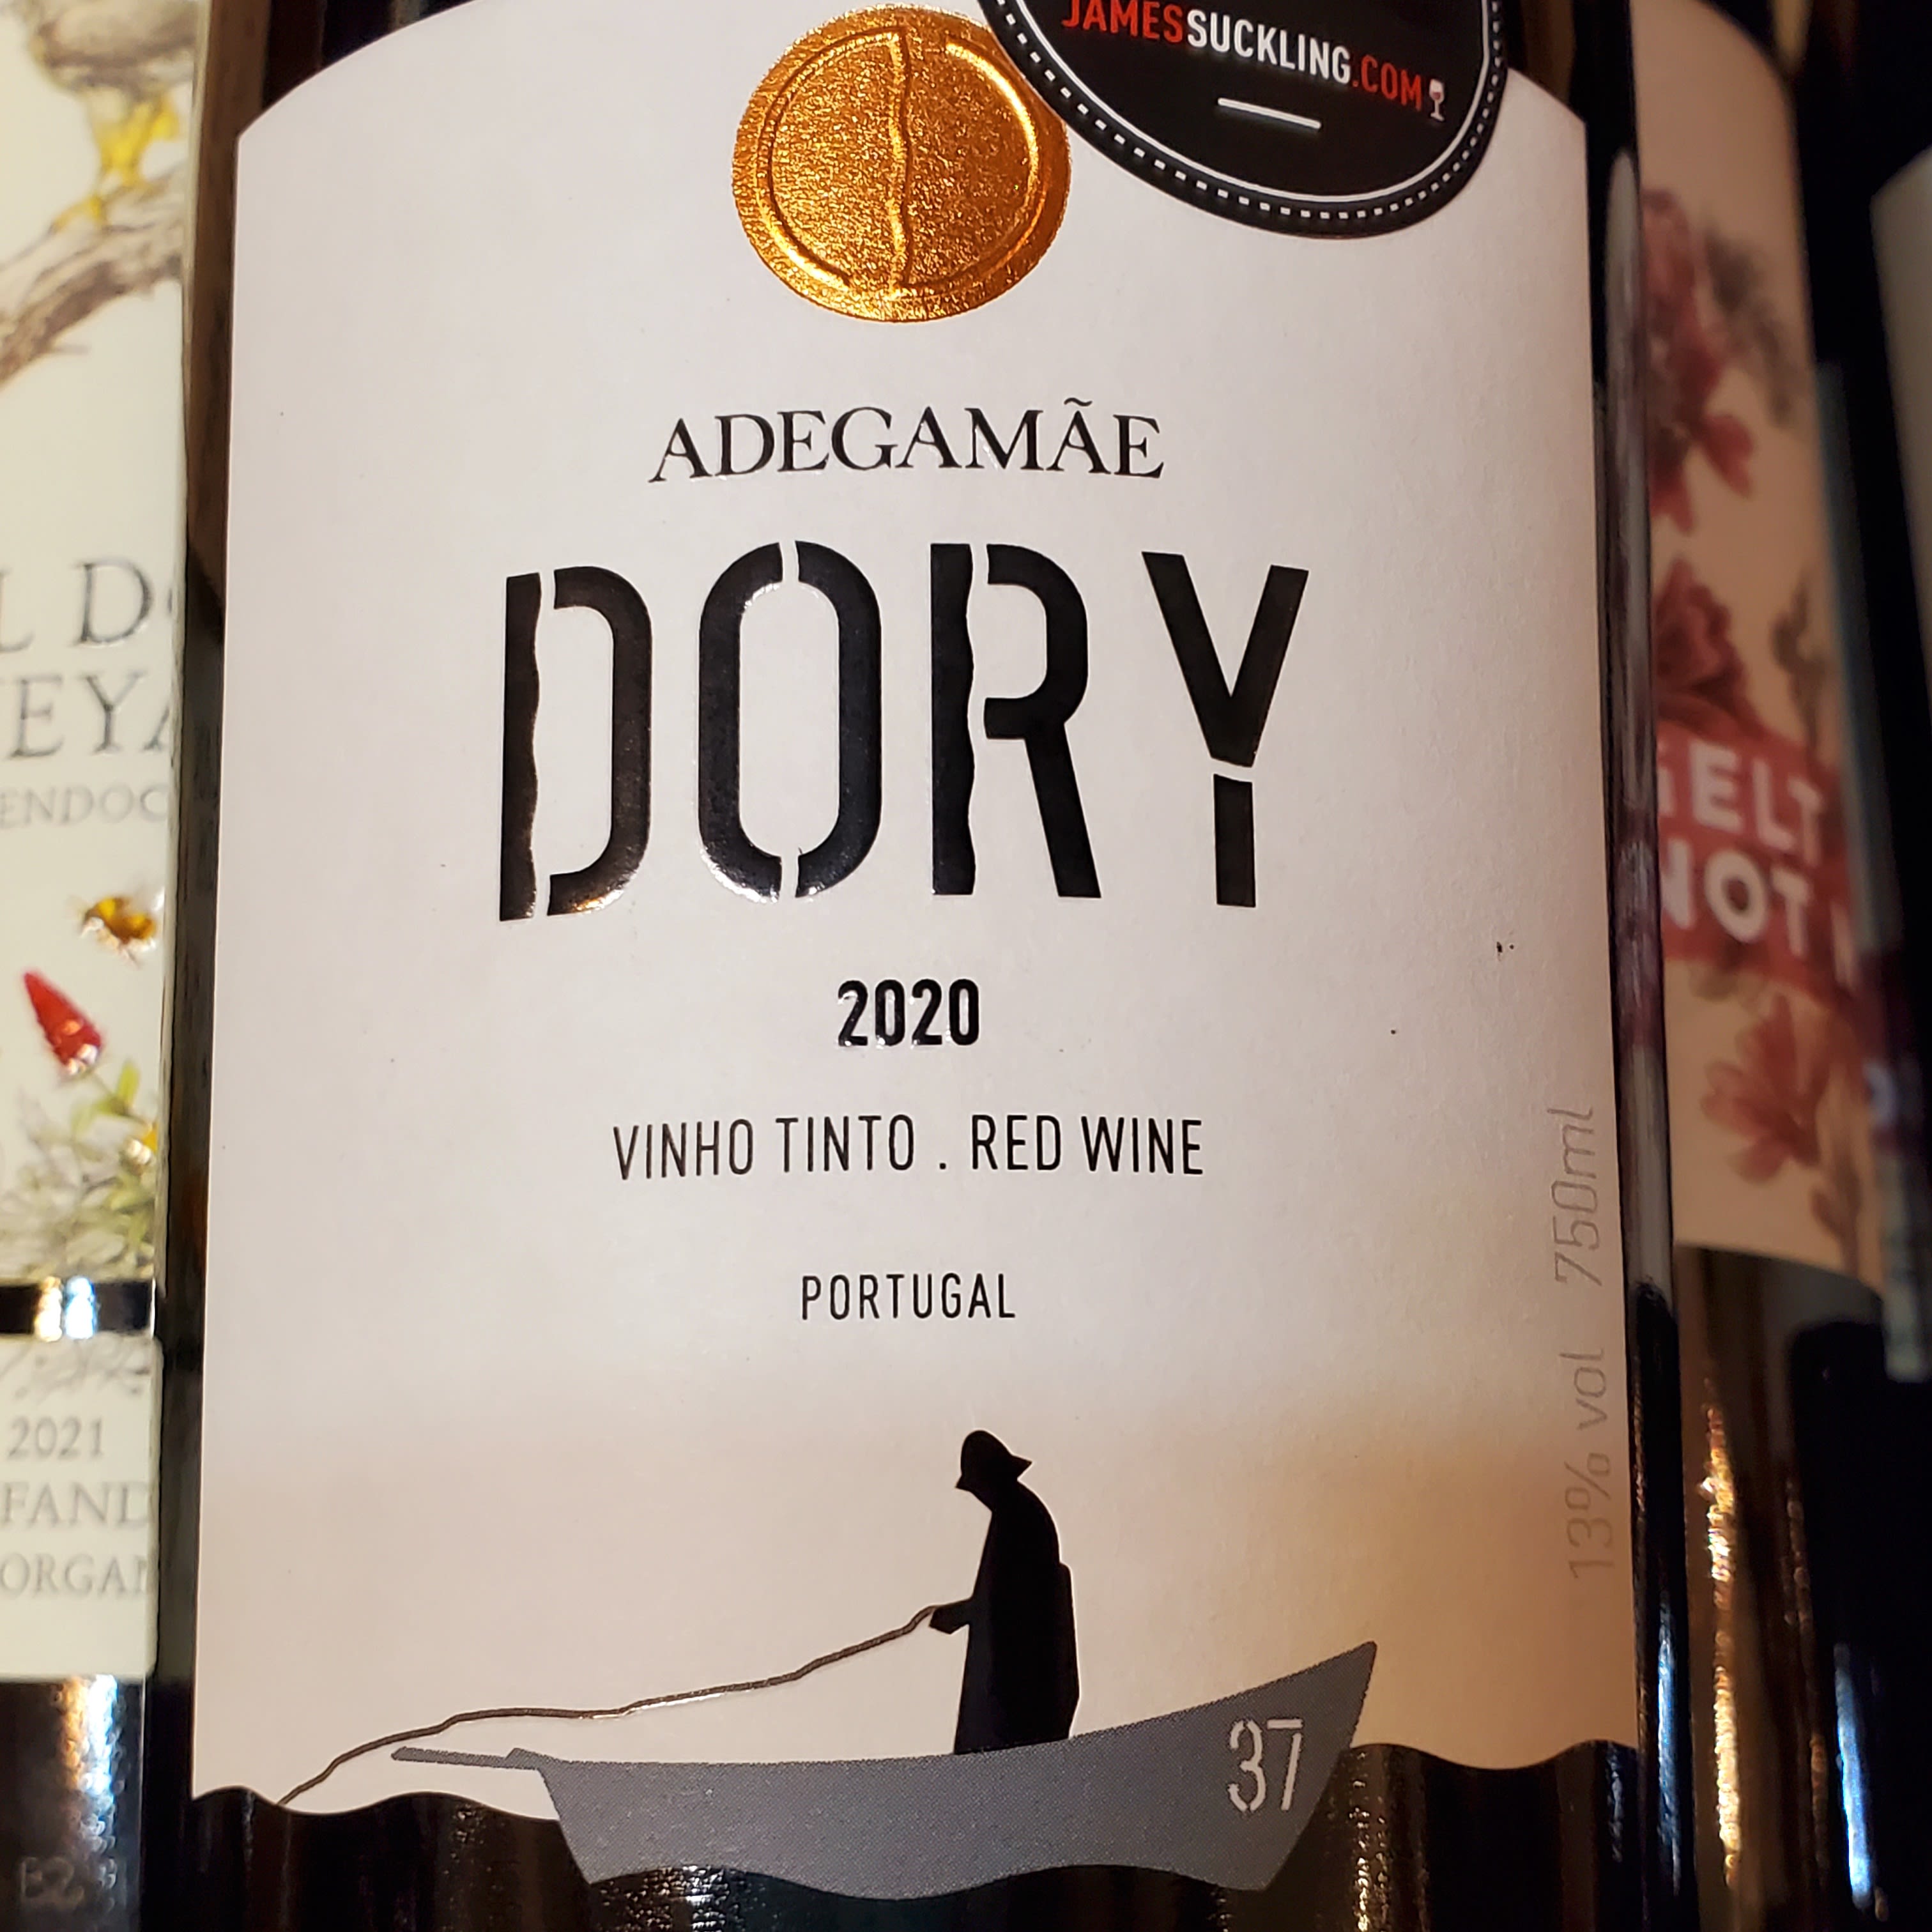 JAMESSUCKLING.COM
ADEGAMÃE
DORY
2020
VINHO TINTO . RED WINE
PORTUGAL
13% vol 750ml
37
2021